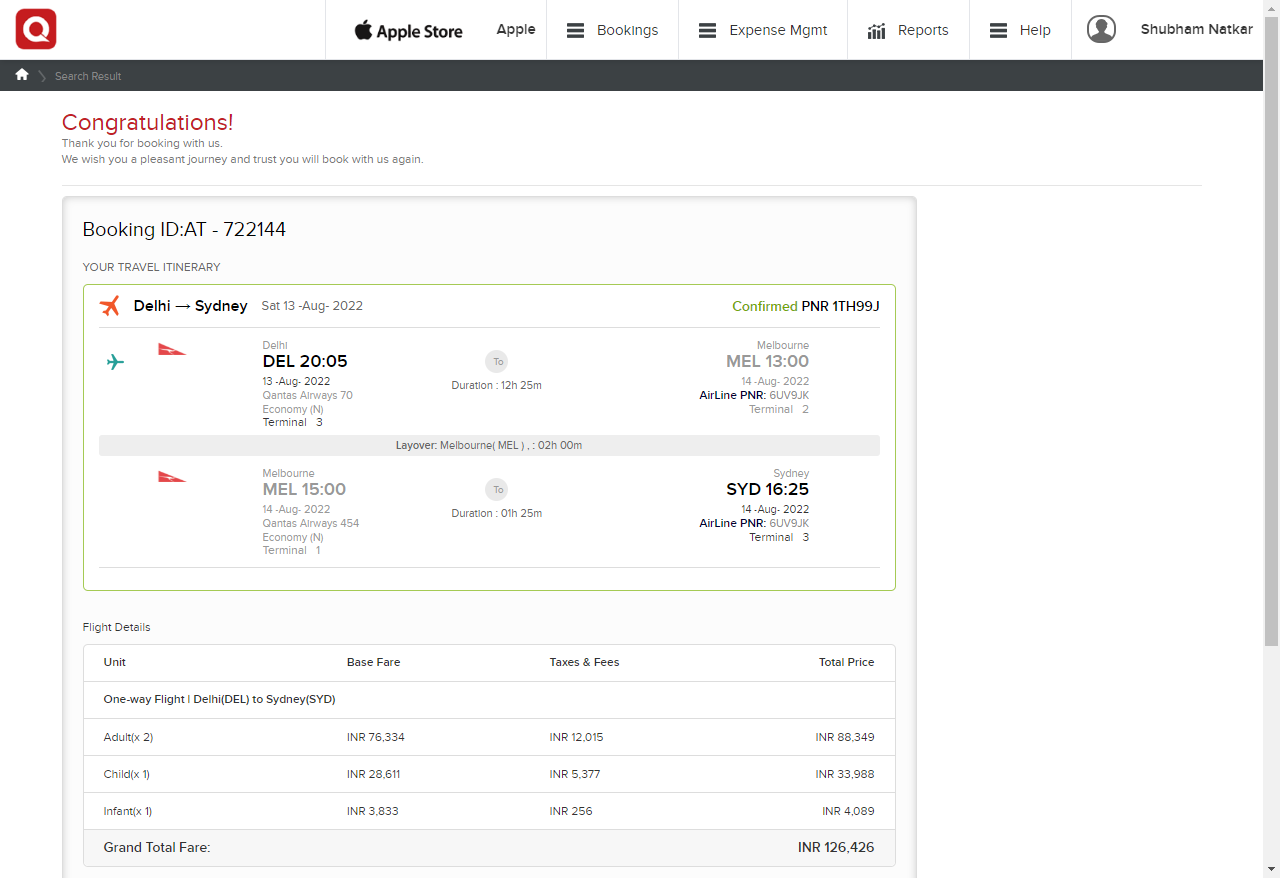 Q
Apple Store
Apple
Bookings
Expense Mgmt
Reports
Help
Shubham Natkar
Search Result
Congratulations!
Thank you for booking with us.
We wish you a pleasant journey and trust you will book with us again.
Booking ID:AT - 722144
YOUR TRAVEL ITINERARY
Delhi → Sydney Sat 13 -Aug- 2022 Confirmed PNR 1TH99J
Delhi
DEL 20:05
13 -Aug- 2022
Qantas Airways 70
Economy (N)
Terminal 3
To
Duration : 12h 25m
Melbourne
MEL 13:00
14 -Aug- 2022
AirLine PNR: 6UV9JK
Terminal 2
Layover: Melbourne( MEL ) , : 02h 00m
Melbourne
MEL 15:00
14 -Aug- 2022
Qantas Airways 454
Economy (N)
Terminal 1
To
Duration : 01h 25m
Sydney
SYD 16:25
14 -Aug- 2022
AirLine PNR: 6UV9JK
Terminal 3
Flight Details
Unit Base Fare Taxes & Fees Total Price
One-way Flight | Delhi(DEL) to Sydney(SYD)
Adult(x 2) INR 76,334 INR 12,015 INR 88,349
Child(x 1) INR 28,611 INR 5,377 INR 33,988
Infant(x 1) INR 3,833 INR 256 INR 4,089
Grand Total Fare: INR 126,426